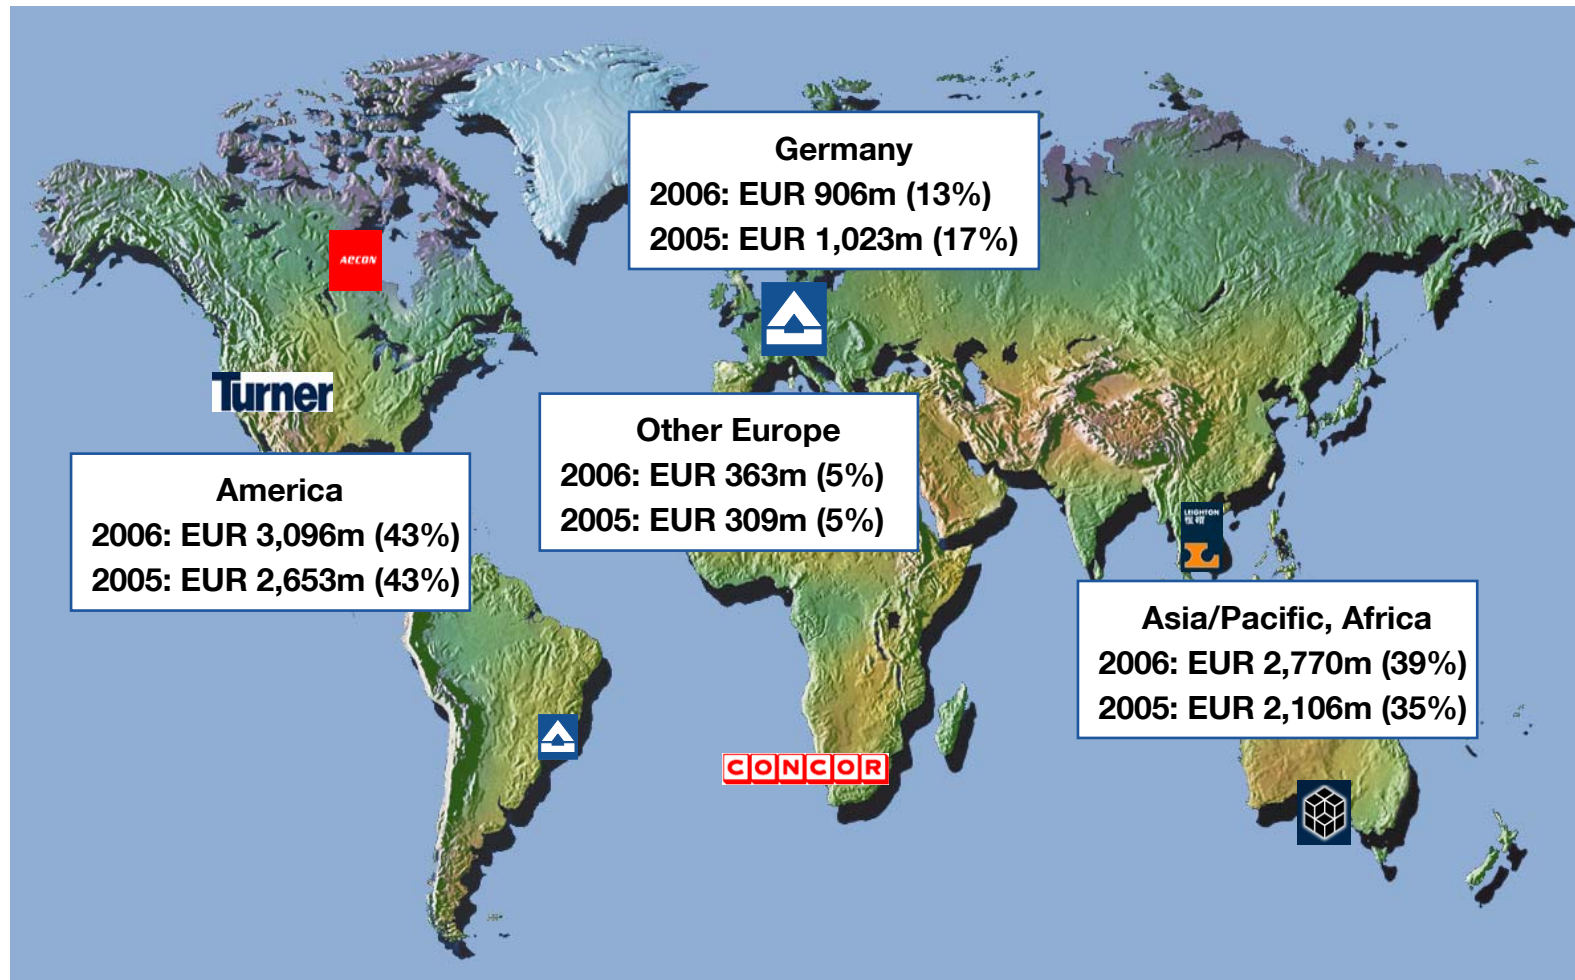 Germany
2006: EUR 906m (13%)
2005: EUR 1,023m (17%)
AECON
Turner
Other Europe
2006: EUR 363m (5%)
2005: EUR 309m (5%)
America
2006: EUR 3,096m (43%)
2005: EUR 2,653m (43%)
LEIGHTON
Asia/Pacific, Africa
2006: EUR 2,770m (39%)
2005: EUR 2,106m (35%)
CONCOR